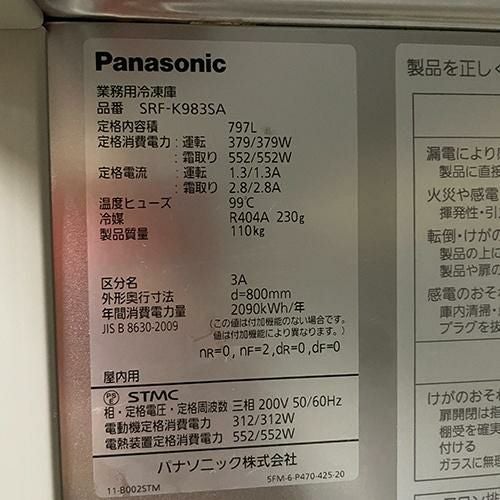 Panasonic
業務用冷凍庫
品番 SRF-K983SA
定格内容積 797L
定格消費電力:運転 379/379W
:霜取り 552/552W
定格電流 :運転 1.3/1.3A
:霜取り 2.8/2.8A
温度ヒューズ 99℃
冷媒 R404A 230g
製品質量 110kg
区分名 3A
外形奥行寸法 d=800mm
年間消費電力量 2090kWh/年
JIS B 8630-2009 (この値は付加機能のない場合です。
値は付加機能により異なります。)
nR=0, nF=2, dR=0, dF=0
屋内用
PSE STMC
相・定格電圧・定格周波数 三相 200V 50/60Hz
電動機定格消費電力 312/312W
電熱装置定格消費電力 552/552W
パナソニック株式会社
11-B002STM 5FM-6-P470-425-20
製品を正し
漏電により
製品に直
火災や感電
揮発性・引
転倒・けがの
製品の上に
製品や扉の
感電のおそ
庫内清掃・
プラグを抜
けがのおそれ
扉開閉は指
棚受を確実
付ける
ガラスに無理